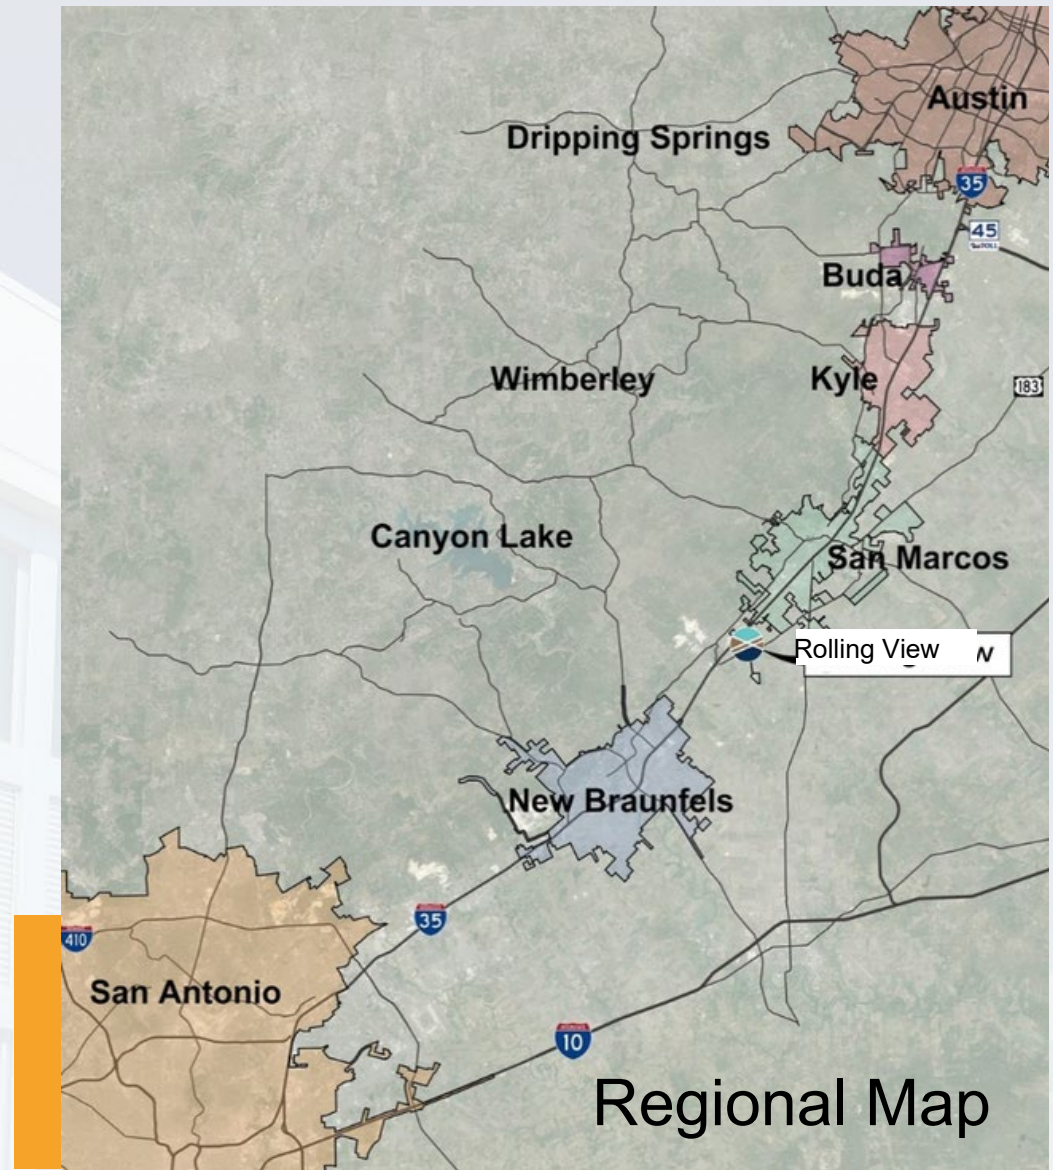 Austin
Dripping Springs
35
45
Buda
Wimberley
Kyle
183
Canyon Lake
San Marcos
Rolling View
W
New Braunfels
35
410
San Antonio
10
Regional Map